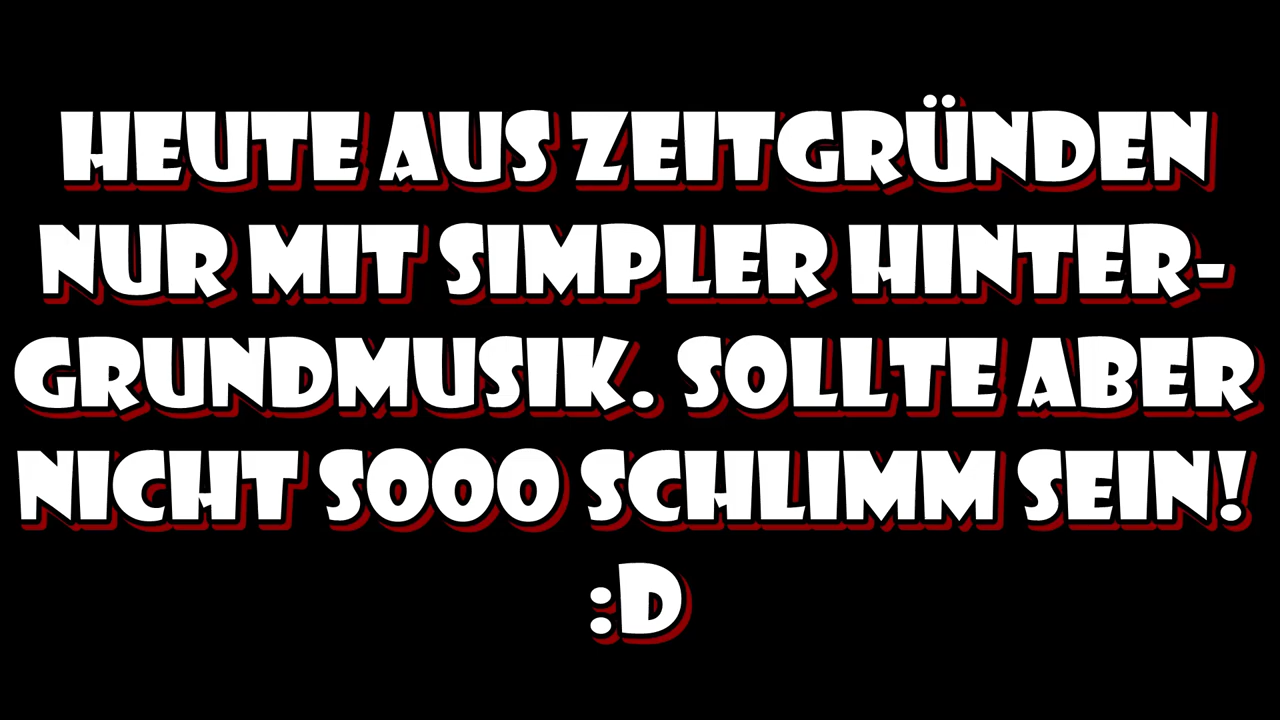 HEUTE AUS ZEITGRÜNDEN
NUR MIT SIMPLER HINTER-
GRUNDMUSIK. SOLLTE ABER
NICHT SOOO SCHLIMM SEIN!
:D